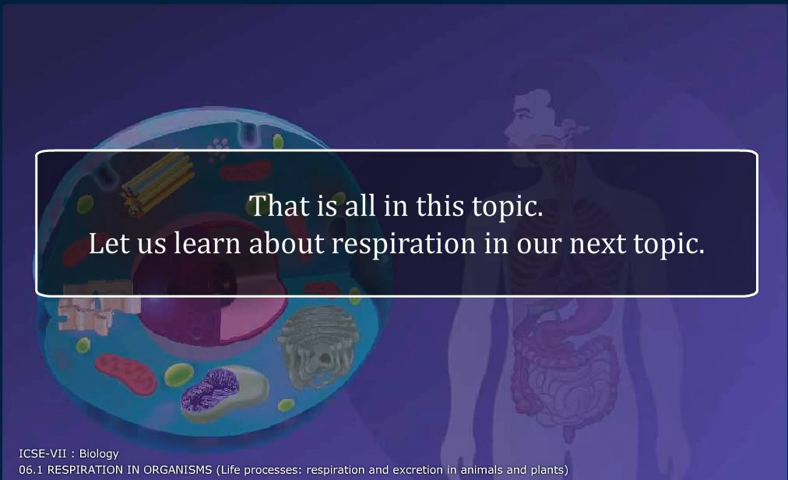 That is all in this topic.
Let us learn about respiration in our next topic.
ICSE-VII : Biology
06.1 RESPIRATION IN ORGANISMS (Life processes: respiration and excretion in animals and plants)